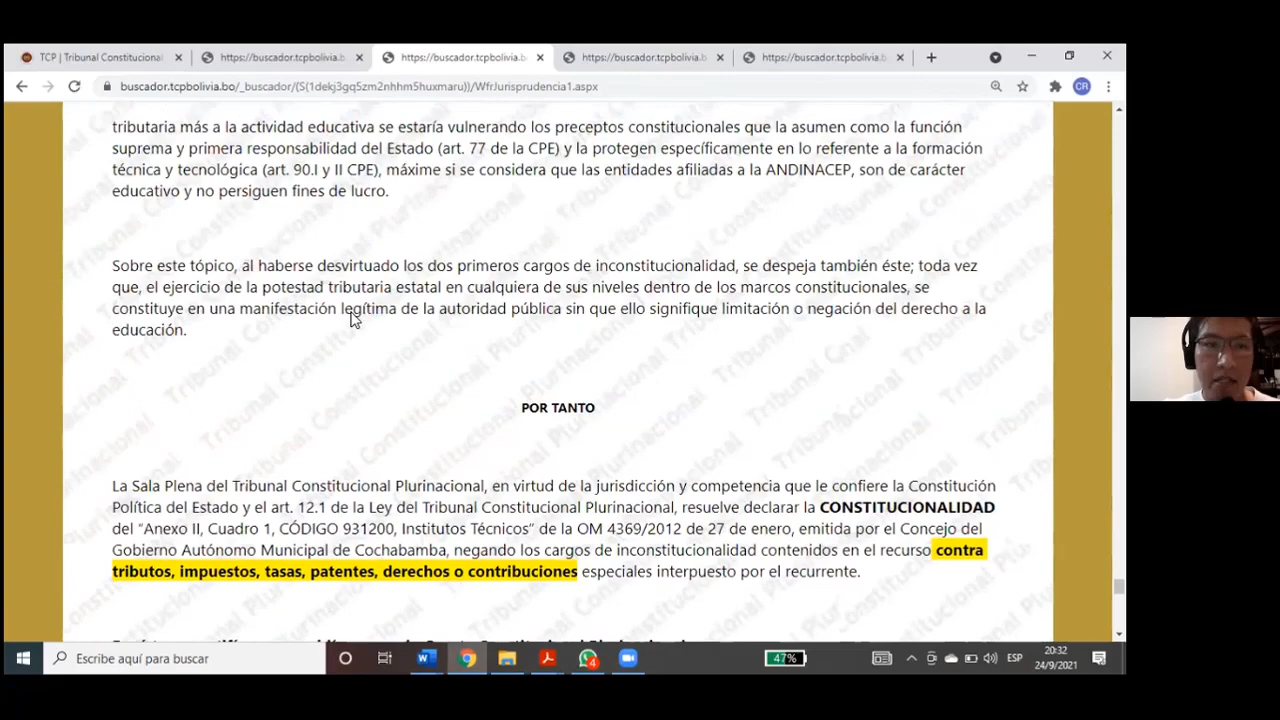 TCP | Tribunal Constitucional
https://buscador.tcpbolivia.b
https://buscador.tcpbolivia.b
https://buscador.tcpbolivia.b
https://buscador.tcpbolivia.b
buscador.tcpbolivia.bo/_buscador/(S(1dekj3gq5zm2nhhm5huxmaru))/WfrJurisprudencia1.aspx
CR
tributaria más a la actividad educativa se estaría vulnerando los preceptos constitucionales que la asumen como la función
suprema y primera responsabilidad del Estado (art. 77 de la CPE) y la protegen específicamente en lo referente a la formación
técnica y tecnológica (art. 90.I y II CPE), máxime si se considera que las entidades afiliadas a la ANDINACEP, son de carácter
educativo y no persiguen fines de lucro.
Sobre este tópico, al haberse desvirtuado los dos primeros cargos de inconstitucionalidad, se despeja también éste; toda vez
que, el ejercicio de la potestad tributaria estatal en cualquiera de sus niveles dentro de los marcos constitucionales, se
constituye en una manifestación legítima de la autoridad pública sin que ello signifique limitación o negación del derecho a la
educación.
POR TANTO
La Sala Plena del Tribunal Constitucional Plurinacional, en virtud de la jurisdicción y competencia que le confiere la Constitución
Política del Estado y el art. 12.1 de la Ley del Tribunal Constitucional Plurinacional, resuelve declarar la CONSTITUCIONALIDAD
del “Anexo II, Cuadro 1, CÓDIGO 931200, Institutos Técnicos” de la OM 4369/2012 de 27 de enero, emitida por el Concejo del
Gobierno Autónomo Municipal de Cochabamba, negando los cargos de inconstitucionalidad contenidos en el recurso contra
tributos, impuestos, tasas, patentes, derechos o contribuciones especiales interpuesto por el recurrente.
Escribe aquí para buscar
4
47%
ESP
20:32
24/9/2021